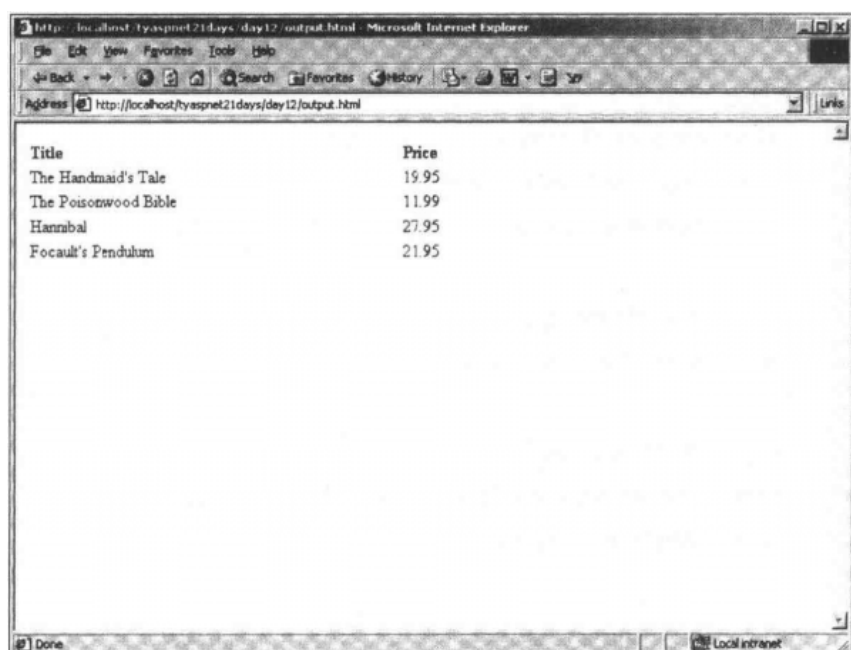 http://localhost/tyaspnet21days/day12/output.html - Microsoft Internet Explorer
File Edit View Favorites Tools Help
Back Search Favorites History
Address http://localhost/tyaspnet21days/day12/output.html Links
Title Price
The Handmaid's Tale 19.95
The Poisonwood Bible 11.99
Hannibal 27.95
Focault's Pendulum 21.95
Done Local intranet